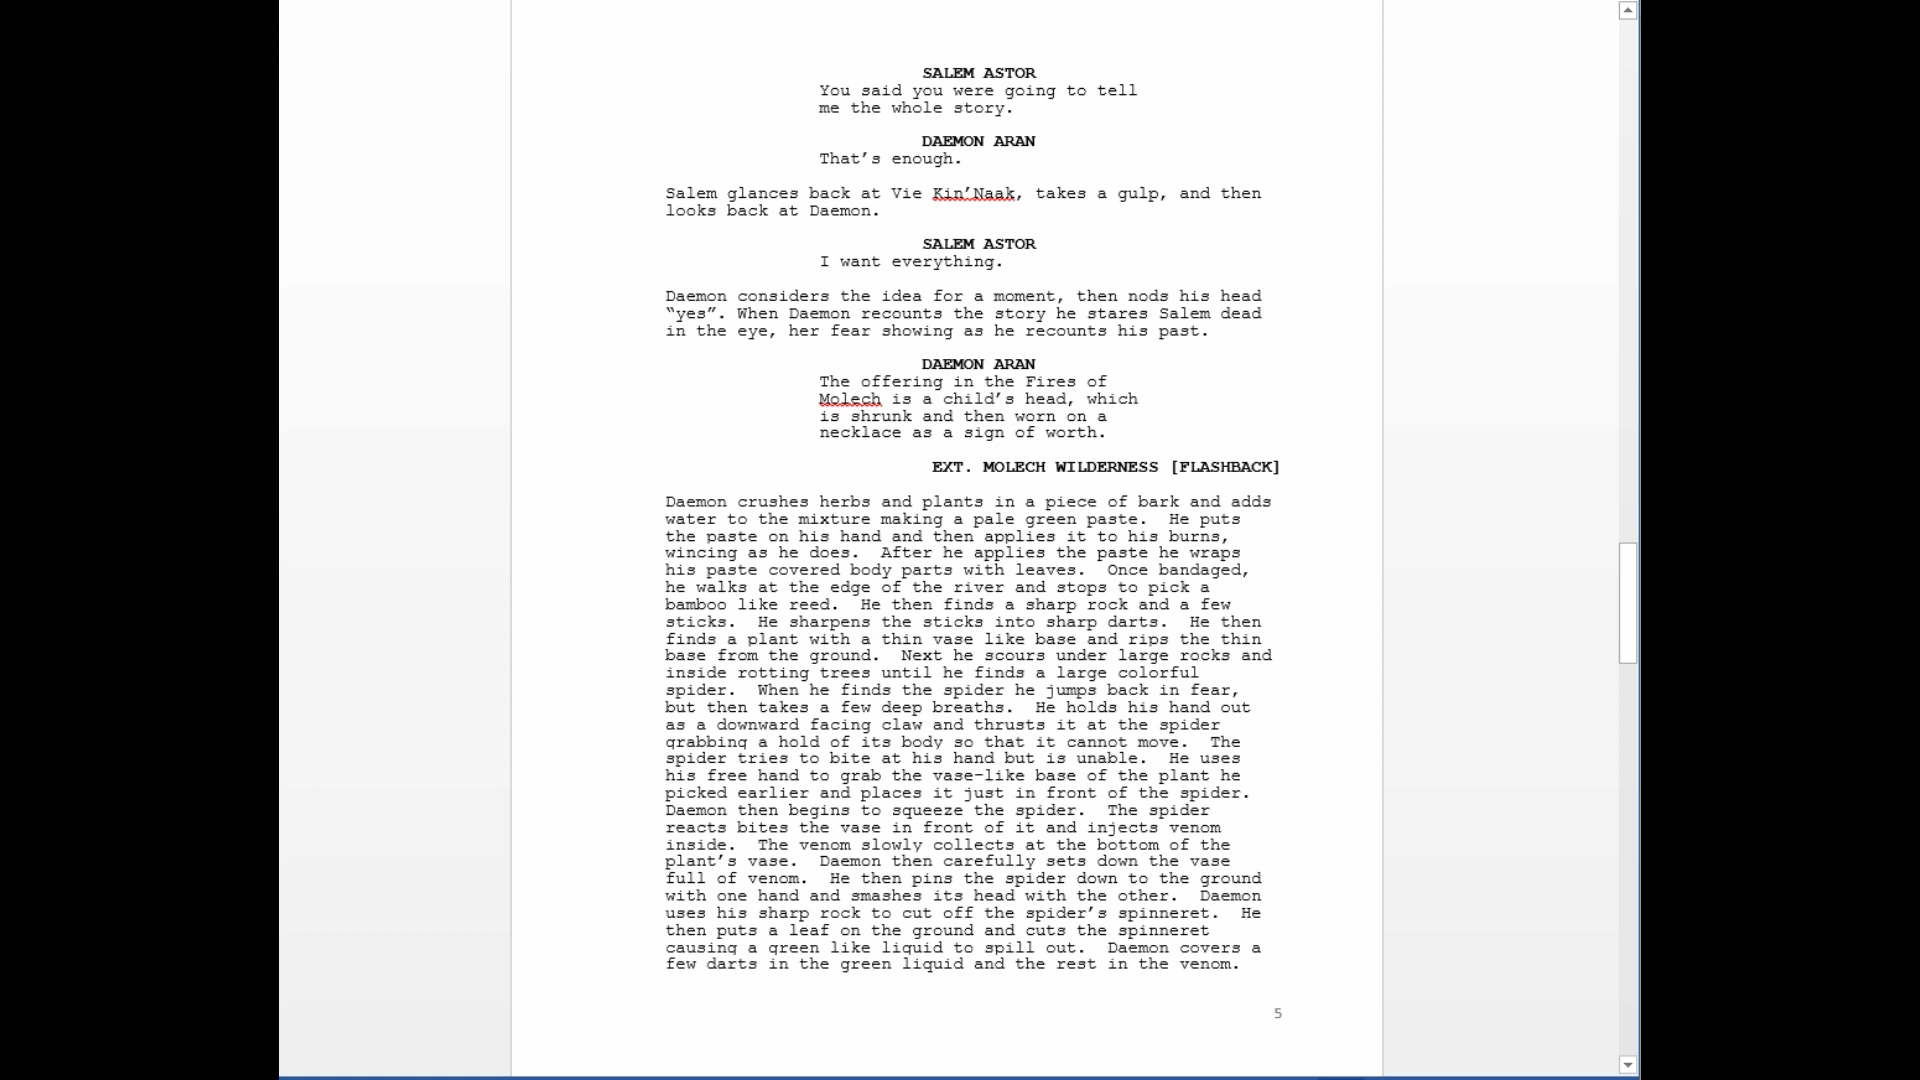 SALEM ASTOR
You said you were going to tell
me the whole story.
DAEMON ARAN
That's enough.
Salem glances back at Vie Kin'Naak, takes a gulp, and then
looks back at Daemon.
SALEM ASTOR
I want everything.
Daemon considers the idea for a moment, then nods his head
“yes”. When Daemon recounts the story he stares Salem dead
in the eye, her fear showing as he recounts his past.
DAEMON ARAN
The offering in the Fires of
Molech is a child's head, which
is shrunk and then worn on a
necklace as a sign of worth.
EXT. MOLECH WILDERNESS [FLASHBACK]
Daemon crushes herbs and plants in a piece of bark and adds
water to the mixture making a pale green paste.  He puts
the paste on his hand and then applies it to his burns,
wincing as he does.  After he applies the paste he wraps
his paste covered body parts with leaves.  Once bandaged,
he walks at the edge of the river and stops to pick a
bamboo like reed.  He then finds a sharp rock and a few
sticks.  He sharpens the sticks into sharp darts.  He then
finds a plant with a thin vase like base and rips the thin
base from the ground.  Next he scours under large rocks and
inside rotting trees until he finds a large colorful
spider.  When he finds the spider he jumps back in fear,
but then takes a few deep breaths.  He holds his hand out
as a downward facing claw and thrusts it at the spider
grabbing a hold of its body so that it cannot move.  The
spider tries to bite at his hand but is unable.  He uses
his free hand to grab the vase-like base of the plant he
picked earlier and places it just in front of the spider.
Daemon then begins to squeeze the spider.  The spider
reacts bites the vase in front of it and injects venom
inside.  The venom slowly collects at the bottom of the
plant's vase.  Daemon then carefully sets down the vase
full of venom.  He then pins the spider down to the ground
with one hand and smashes its head with the other.  Daemon
uses his sharp rock to cut off the spider's spinneret.  He
then puts a leaf on the ground and cuts the spinneret
causing a green like liquid to spill out.  Daemon covers a
few darts in the green liquid and the rest in the venom.
5